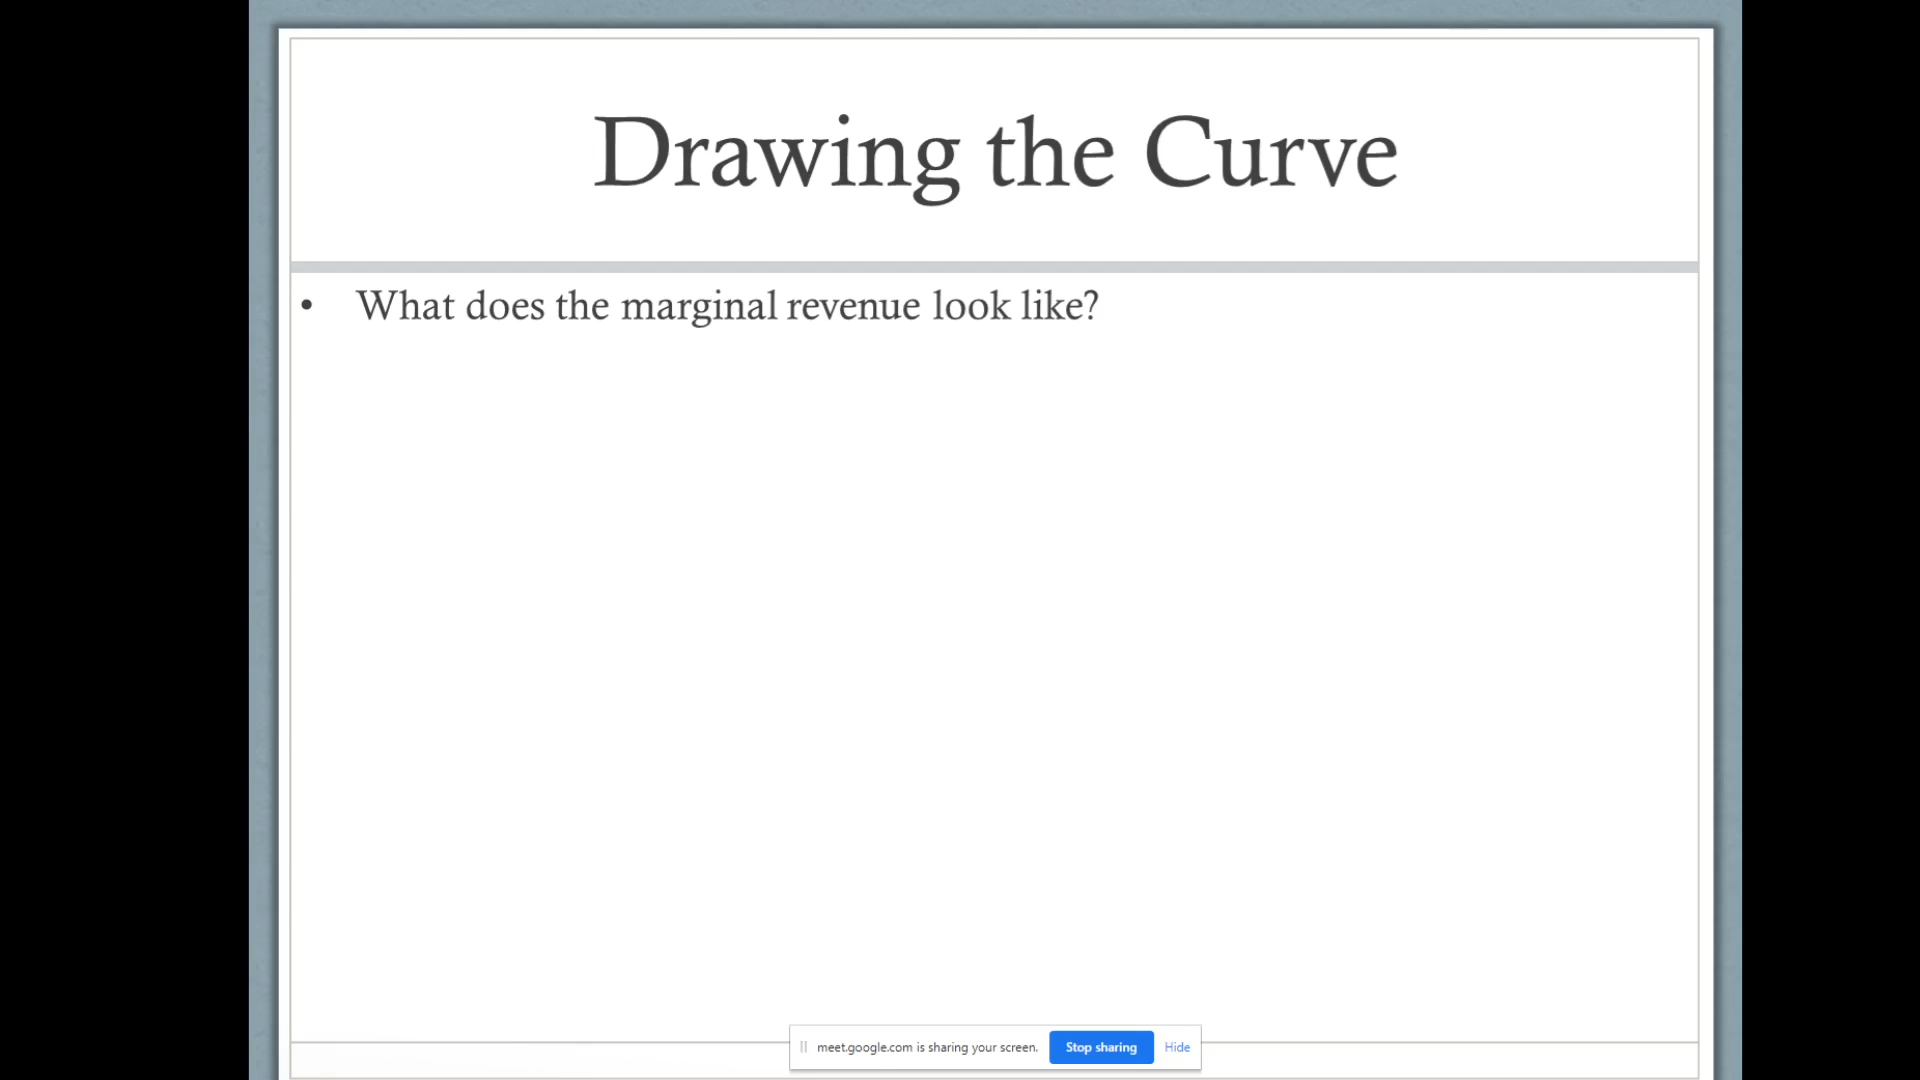 Drawing the Curve
• What does the marginal revenue look like?
meet.google.com is sharing your screen. Stop sharing Hide